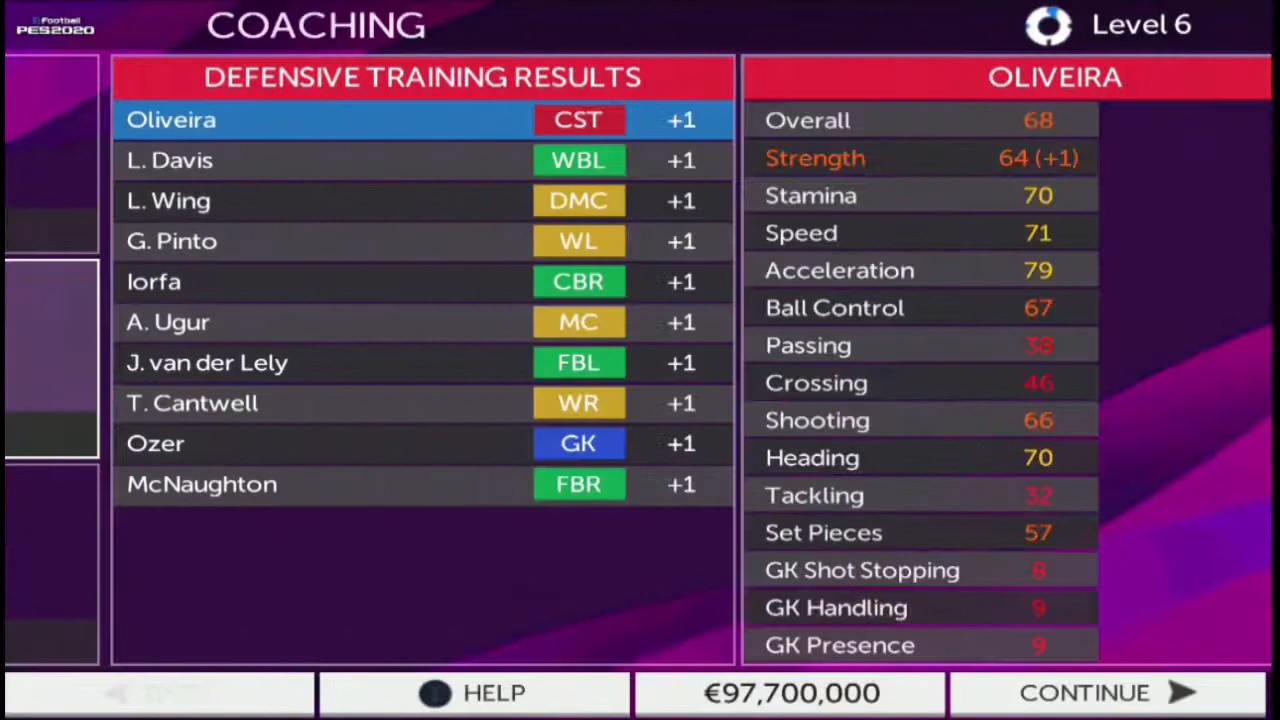 eFootball
PES2020
COACHING
Level 6
DEFENSIVE TRAINING RESULTS
Oliveira CST +1
L. Davis WBL +1
L. Wing DMC +1
G. Pinto WL +1
Iorfa CBR +1
A. Ugur MC +1
J. van der Lely FBL +1
T. Cantwell WR +1
Ozer GK +1
McNaughton FBR +1
OLIVEIRA
Overall 68
Strength 64 (+1)
Stamina 70
Speed 71
Acceleration 79
Ball Control 67
Passing 38
Crossing 46
Shooting 66
Heading 70
Tackling 32
Set Pieces 57
GK Shot Stopping 8
GK Handling 9
GK Presence 9
HELP
€97,700,000
CONTINUE